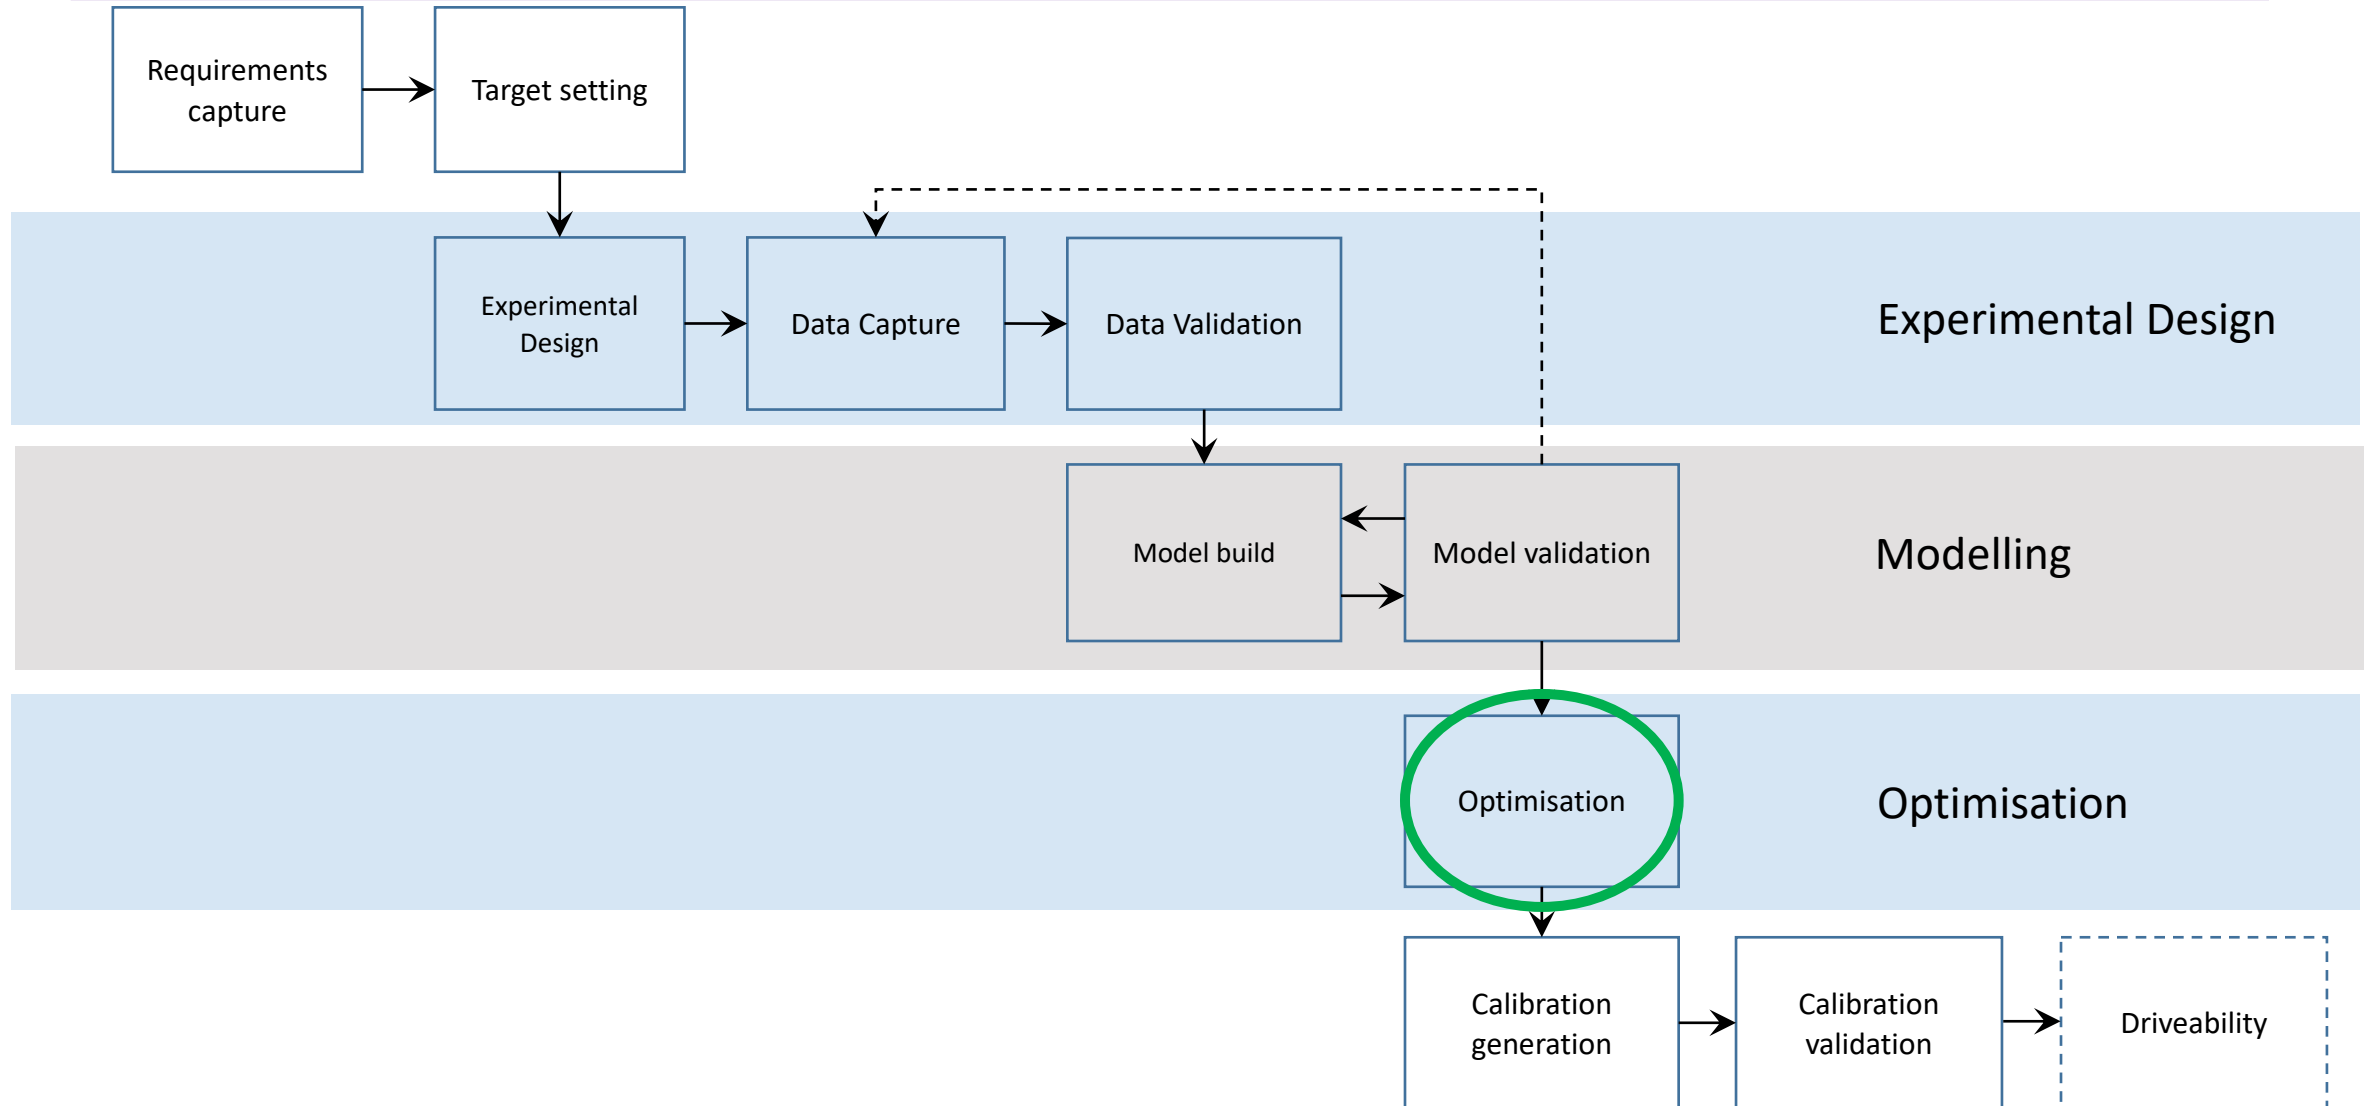 Requirements
capture
Target setting
Experimental
Design
Data Capture
Data Validation
Experimental Design
Model build
Model validation
Modelling
Optimisation
Optimisation
Calibration
generation
Calibration
validation
Driveability